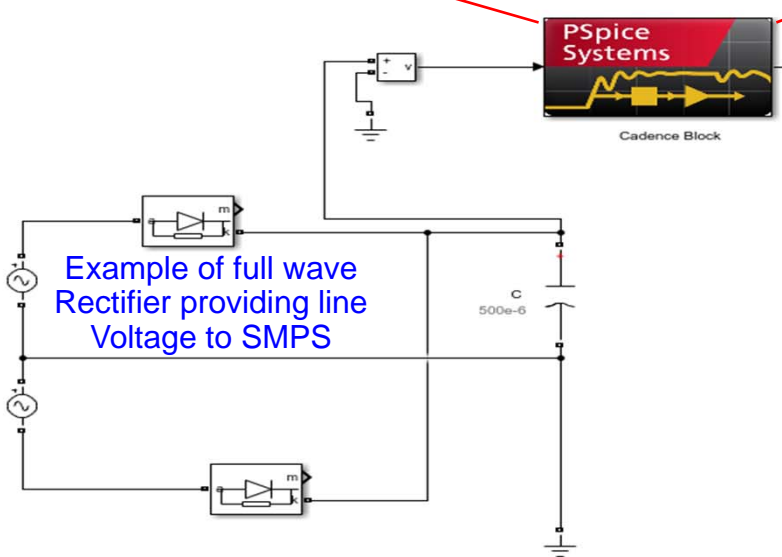 PSpice
Systems
+
-
v
Cadence Block
m
a
k
Example of full wave
Rectifier providing line
Voltage to SMPS
+
C
500e-6
m
a
k